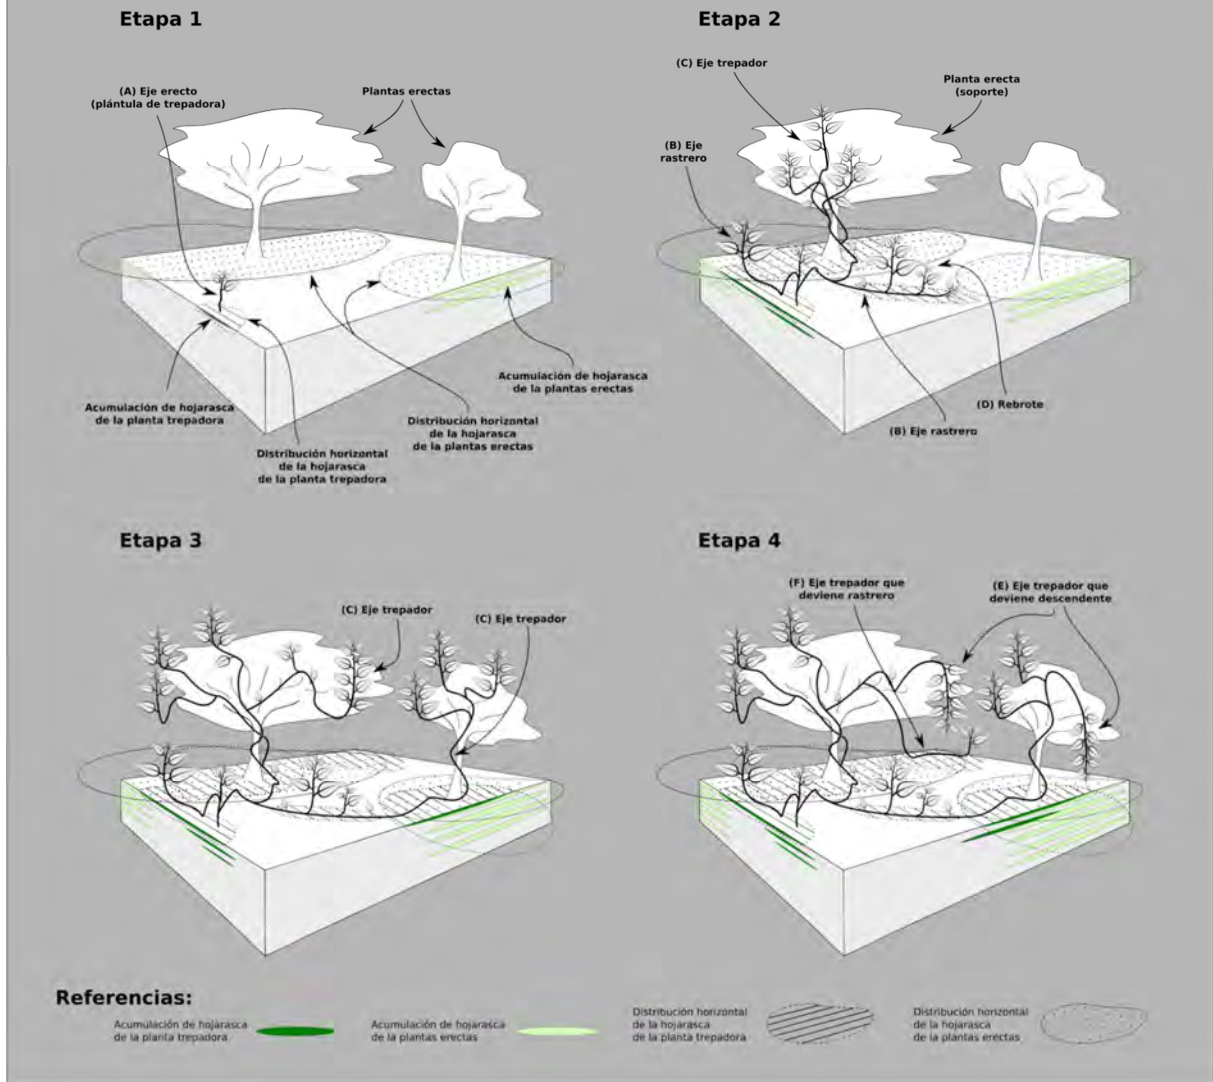 Etapa 1
(A) Eje erecto
(plántula de trepadora)
Plantas erectas
Acumulación de hojarasca
de la planta trepadora
Distribución horizontal
de la hojarasca
de la planta trepadora
Distribución horizontal
de la hojarasca
de la plantas erectas
Acumulación de hojarasca
de la plantas erectas
Etapa 2
(C) Eje trepador
Planta erecta
(soporte)
(B) Eje
rastrero
(D) Rebrote
(B) Eje rastrero
Etapa 3
(C) Eje trepador
(C) Eje trepador
Etapa 4
(F) Eje trepador que
deviene rastrero
(E) Eje trepador que
deviene descendente
Referencias:
Acumulación de hojarasca
de la planta trepadora
Acumulación de hojarasca
de la plantas erectas
Distribución horizontal
de la hojarasca
de la planta trepadora
Distribución horizontal
de la hojarasca
de la plantas erectas